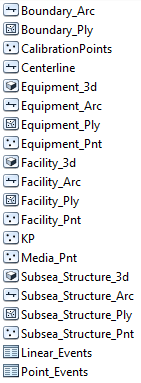 Boundary_Arc
Boundary_Ply
CalibrationPoints
Centerline
Equipment_3d
Equipment_Arc
Equipment_Ply
Equipment_Pnt
Facility_3d
Facility_Arc
Facility_Ply
Facility_Pnt
KP
Media_Pnt
Subsea_Structure_3d
Subsea_Structure_Arc
Subsea_Structure_Ply
Subsea_Structure_Pnt
Linear_Events
Point_Events